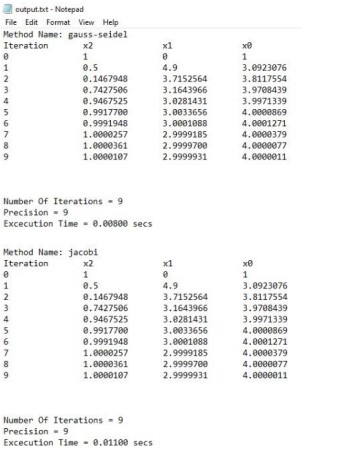 output.txt - Notepad
File Edit Format View Help
Method Name: gauss-seidel
Iteration x2 x1 x0
0 1 0 1
1 0.5 4.9 3.0923076
2 0.1467948 3.7152564 3.8117554
3 0.7427506 3.1643966 3.9708439
4 0.9467525 3.0281431 3.9971339
5 0.9917700 3.0033656 4.0000869
6 0.9991948 3.0001088 4.0001271
7 1.0000257 2.9999185 4.0000379
8 1.0000361 2.9999700 4.0000077
9 1.0000107 2.9999931 4.0000011
Number Of Iterations = 9
Precision = 9
Excecution Time = 0.00800 secs
Method Name: jacobi
Iteration x2 x1 x0
0 1 0 1
1 0.5 4.9 3.0923076
2 0.1467948 3.7152564 3.8117554
3 0.7427506 3.1643966 3.9708439
4 0.9467525 3.0281431 3.9971339
5 0.9917700 3.0033656 4.0000869
6 0.9991948 3.0001088 4.0001271
7 1.0000257 2.9999185 4.0000379
8 1.0000361 2.9999700 4.0000077
9 1.0000107 2.9999931 4.0000011
Number Of Iterations = 9
Precision = 9
Excecution Time = 0.01100 secs